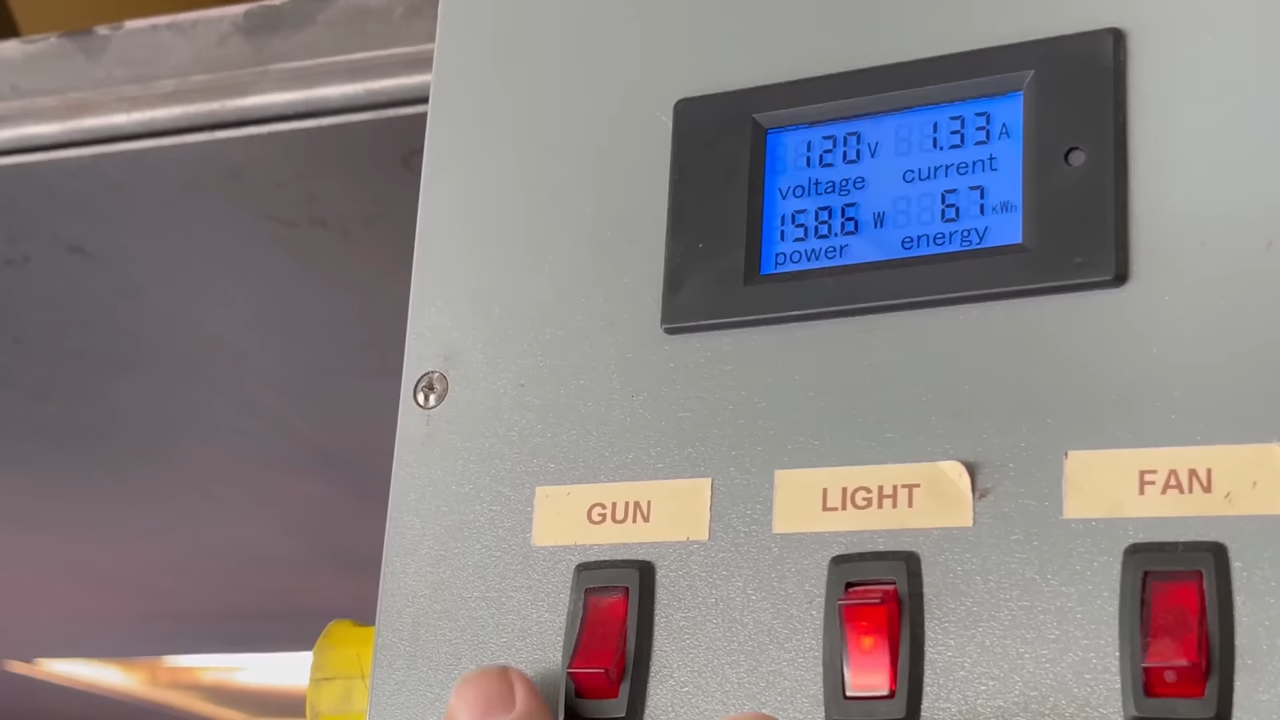 120 V 1.33 A
voltage current
158.6 W 67 KWh
power energy
GUN LIGHT FAN